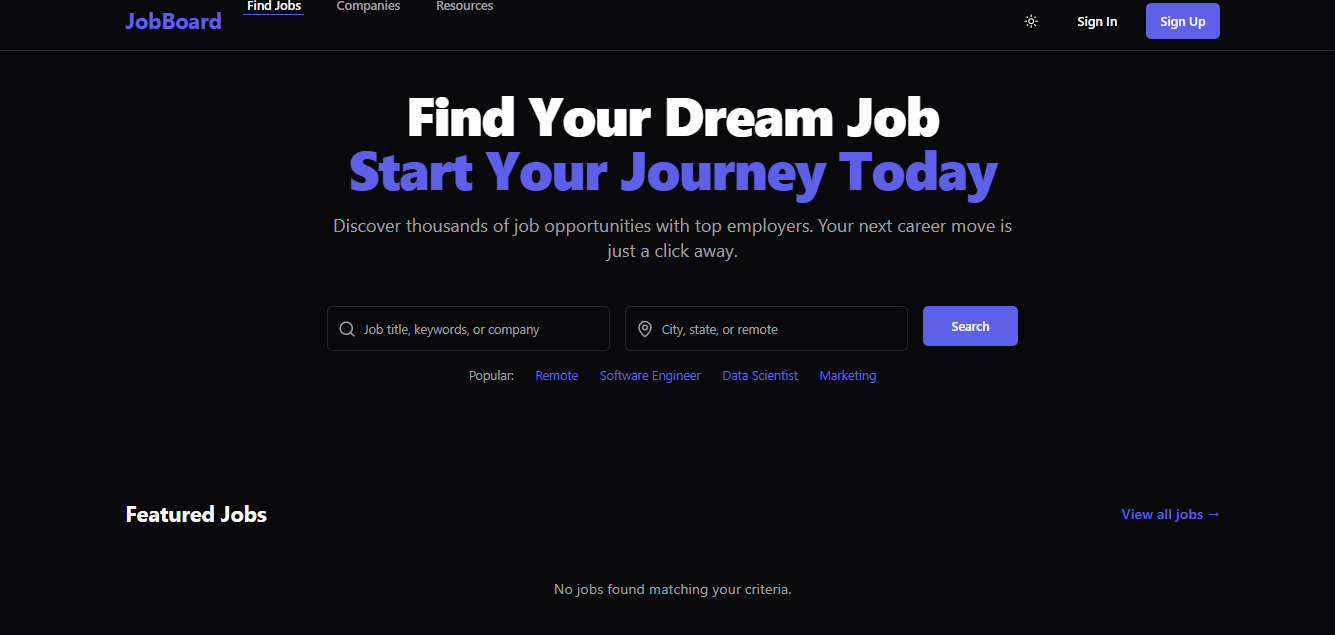 JobBoard
Find Jobs
Companies
Resources
Sign In
Sign Up
Find Your Dream Job
Start Your Journey Today
Discover thousands of job opportunities with top employers. Your next career move is
just a click away.
Job title, keywords, or company
City, state, or remote
Search
Popular: Remote Software Engineer Data Scientist Marketing
Featured Jobs
View all jobs →
No jobs found matching your criteria.